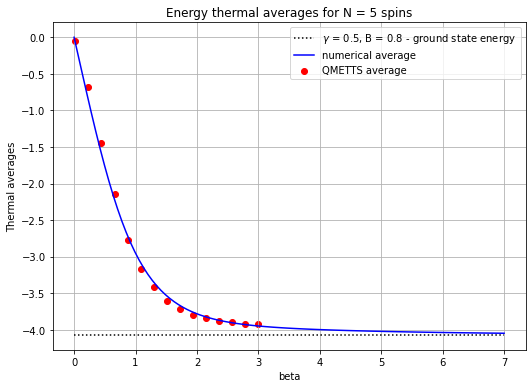 Energy thermal averages for N = 5 spins
γ = 0.5, B = 0.8 - ground state energy
numerical average
QMETTS average
Thermal averages
0.0
−0.5
−1.0
−1.5
−2.0
−2.5
−3.0
−3.5
−4.0
0 1 2 3 4 5 6 7
beta